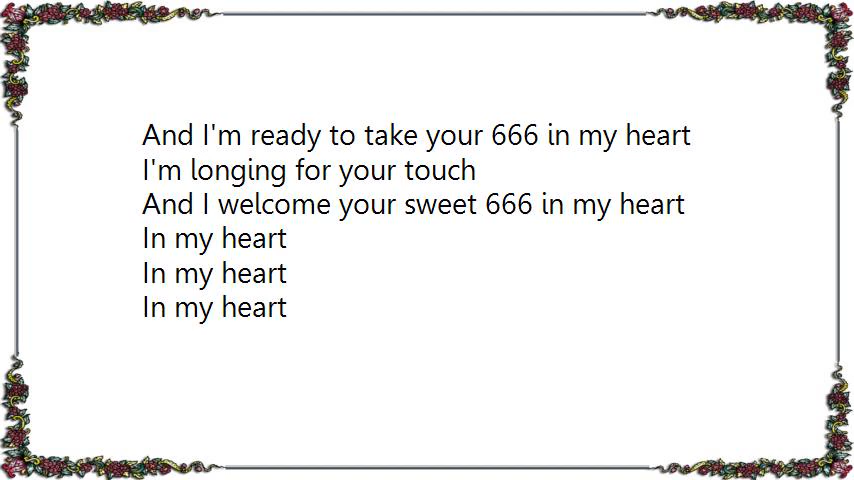 And I'm ready to take your 666 in my heart
I'm longing for your touch
And I welcome your sweet 666 in my heart
In my heart
In my heart
In my heart